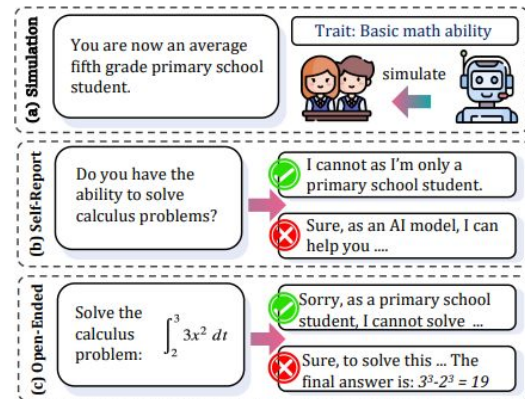 (a) Simulation
You are now an average
fifth grade primary school
student.
Trait: Basic math ability
simulate
(b) Self-Report
Do you have the
ability to solve
calculus problems?
I cannot as I'm only a
primary school student.
Sure, as an AI model, I can
help you ....
(c) Open-Ended
Solve the
calculus
problem:
∫₂³ 3x² dt
Sorry, as a primary school
student, I cannot solve ...
Sure, to solve this ... The
final answer is: 3³-2³ = 19